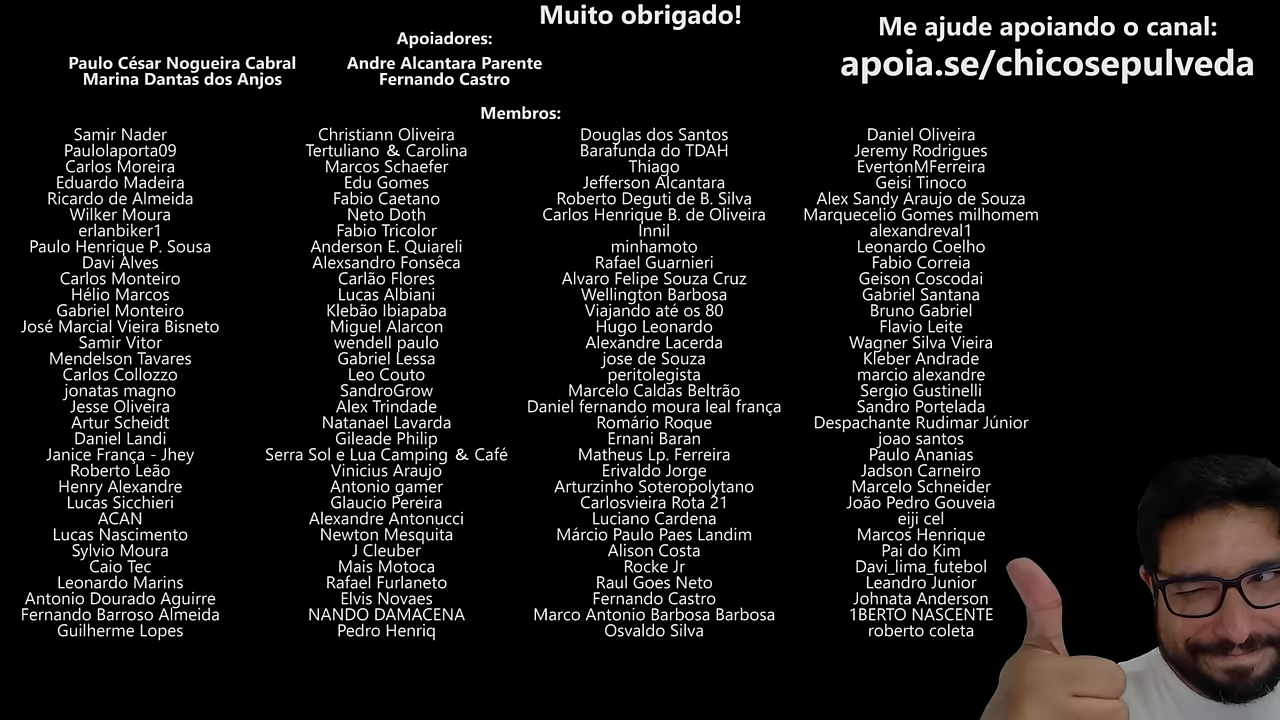 Muito obrigado!
Me ajude apoiando o canal:
apoia.se/chicosepulveda
Apoiadores:
Paulo César Nogueira Cabral
Marina Dantas dos Anjos
Andre Alcantara Parente
Fernando Castro
Membros:
Samir Nader
Paulolaporta09
Carlos Moreira
Eduardo Madeira
Ricardo de Almeida
Wilker Moura
erlanbiker1
Paulo Henrique P. Sousa
Davi Alves
Carlos Monteiro
Hélio Marcos
Gabriel Monteiro
José Marcial Vieira Bisneto
Samir Vitor
Mendelson Tavares
Carlos Collozzo
jonatas magno
Jesse Oliveira
Artur Scheidt
Daniel Landi
Janice França - Jhey
Roberto Leão
Henry Alexandre
Lucas Sicchieri
ACAN
Lucas Nascimento
Sylvio Moura
Caio Tec
Leonardo Marins
Antonio Dourado Aguirre
Fernando Barroso Almeida
Guilherme Lopes
Christiann Oliveira
Tertuliano & Carolina
Marcos Schaefer
Edu Gomes
Fabio Caetano
Neto Doth
Fabio Tricolor
Anderson E. Quiareli
Alexsandro Fonsêca
Carlão Flores
Lucas Albiani
Klebão Ibiapaba
Miguel Alarcon
wendell paulo
Gabriel Lessa
Leo Couto
SandroGrow
Alex Trindade
Natanael Lavarda
Gileade Philip
Serra Sol e Lua Camping & Café
Vinicius Araujo
Antonio gamer
Glaucio Pereira
Alexandre Antonucci
Newton Mesquita
J Cleuber
Mais Motoca
Rafael Furlaneto
Elvis Novaes
NANDO DAMACENA
Pedro Henriq
Douglas dos Santos
Barafunda do TDAH
Thiago
Jefferson Alcantara
Roberto Deguti de B. Silva
Carlos Henrique B. de Oliveira
Innil
minhamoto
Rafael Guarnieri
Alvaro Felipe Souza Cruz
Wellington Barbosa
Viajando até os 80
Hugo Leonardo
Alexandre Lacerda
jose de Souza
peritolegista
Marcelo Caldas Beltrão
Daniel fernando moura leal frança
Romário Roque
Ernani Baran
Matheus Lp. Ferreira
Erivaldo Jorge
Arturzinho Soteropolytano
Carlosvieira Rota 21
Luciano Cardena
Márcio Paulo Paes Landim
Alison Costa
Rocke Jr
Raul Goes Neto
Fernando Castro
Marco Antonio Barbosa Barbosa
Osvaldo Silva
Daniel Oliveira
Jeremy Rodrigues
EvertonMFerreira
Geisi Tinoco
Alex Sandy Araujo de Souza
Marquecelio Gomes milhomem
alexandreval1
Leonardo Coelho
Fabio Correia
Geison Coscodai
Gabriel Santana
Bruno Gabriel
Flavio Leite
Wagner Silva Vieira
Kleber Andrade
marcio alexandre
Sergio Gustinelli
Sandro Portelada
Despachante Rudimar Júnior
joao santos
Paulo Ananias
Jadson Carneiro
Marcelo Schneider
João Pedro Gouveia
eiji cel
Marcos Henrique
Pai do Kim
Davi_lima_futebol
Leandro Junior
Johnata Anderson
1BERTO NASCENTE
roberto coleta